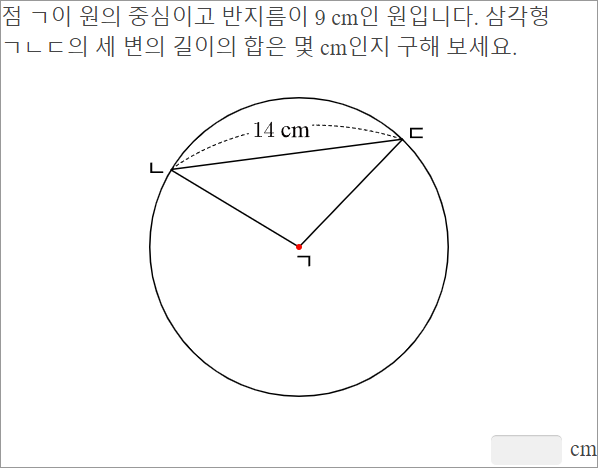 점 ㄱ이 원의 중심이고 반지름이 9 cm인 원입니다. 삼각형
ㄱㄴㄷ의 세 변의 길이의 합은 몇 cm인지 구해 보세요.
14 cm
ㄷ
ㄴ
ㄱ
cm